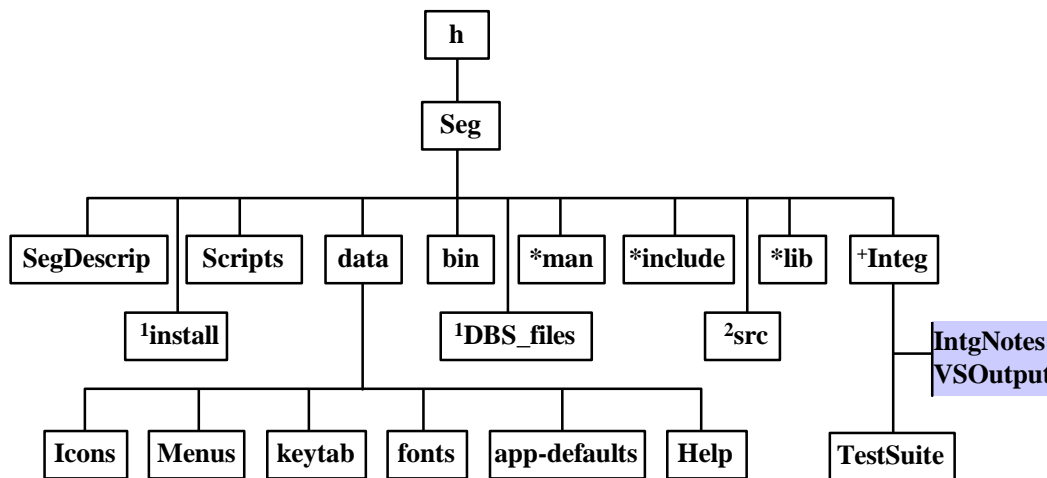 h
Seg
SegDescrip
Scripts
data
bin
*man
*include
*lib
+Integ
1install
1DBS_files
2src
IntgNotes
VSOutput
Icons
Menus
keytab
fonts
app-defaults
Help
TestSuite